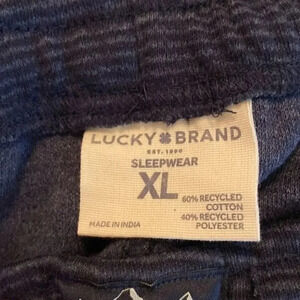 LUCKY BRAND
EST. 1990
SLEEPWEAR
XL
60% RECYCLED
COTTON
40% RECYCLED
POLYESTER
MADE IN INDIA